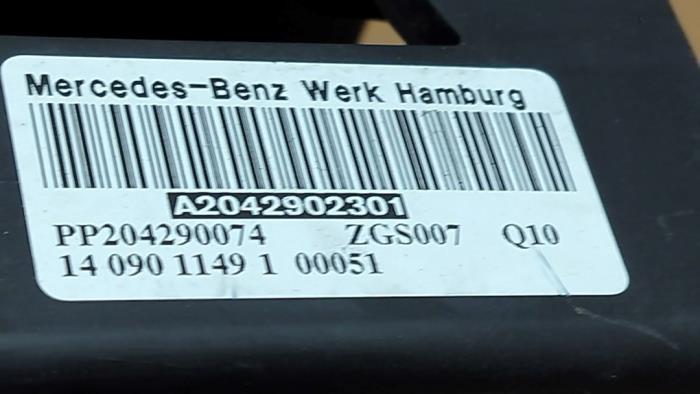 Mercedes-Benz Werk Hamburg
A2042902301
PP204290074 ZGS007 Q10
14 090 1149 1 00051